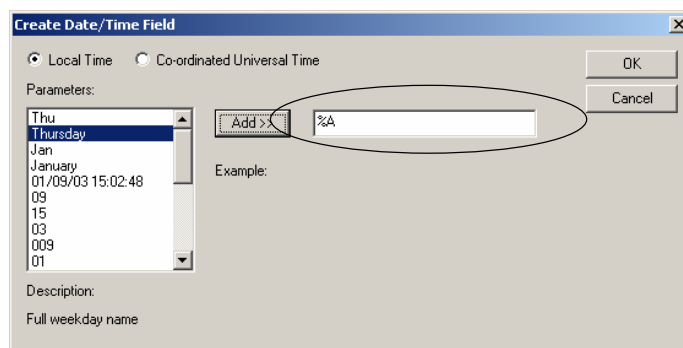 Create Date/Time Field
Local Time Co-ordinated Universal Time
OK
Parameters:
Cancel
Thu
Thursday
Jan
January
01/09/03 15:02:48
09
15
03
009
01
Add >>
%A
Example:
Description:
Full weekday name